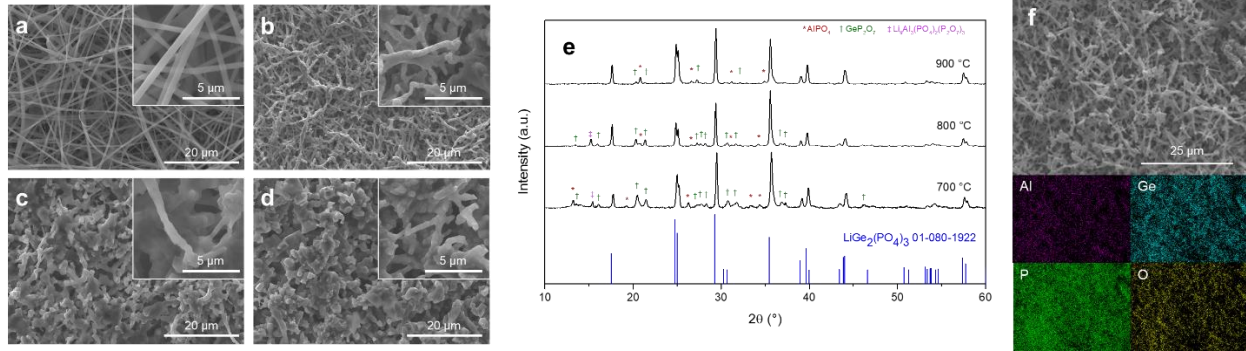 a
5 µm
20 µm
b
5 µm
20 µm
c
5 µm
20 µm
d
5 µm
20 µm
e
*AlPO₄ †GeP₂O₇ ‡Li₆Al₂(PO₄)₂(P₂O₇)₃
900 °C
800 °C
700 °C
LiGe₂(PO₄)₃ 01-080-1922
Intensity (a.u.)
10 20 30 40 50 60
2θ (°)
f
25 µm
Al
Ge
P
O